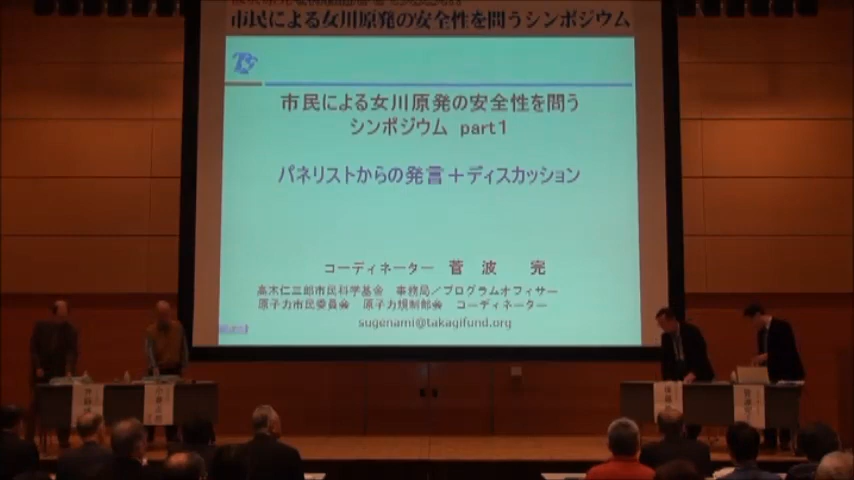 市民による女川原発の安全性を問うシンポジウム
市民による女川原発の安全性を問う
シンポジウム part1
パネリストからの発言＋ディスカッション
コーディネーター 菅 波 完
高木仁三郎市民科学基金 事務局／プログラムオフィサー
原子力市民委員会 原子力規制部会 コーディネーター
sugenami@takagifund.org